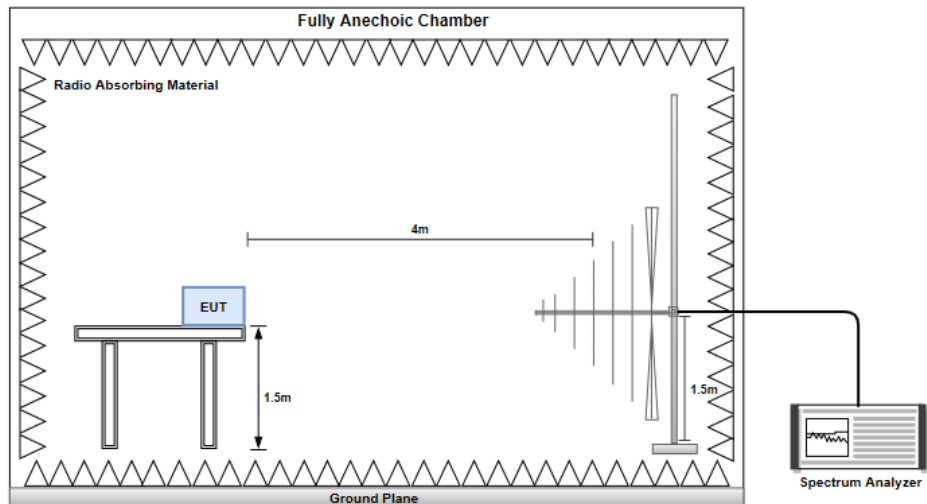 Fully Anechoic Chamber
Radio Absorbing Material
4m
EUT
1.5m
1.5m
Spectrum Analyzer
Ground Plane